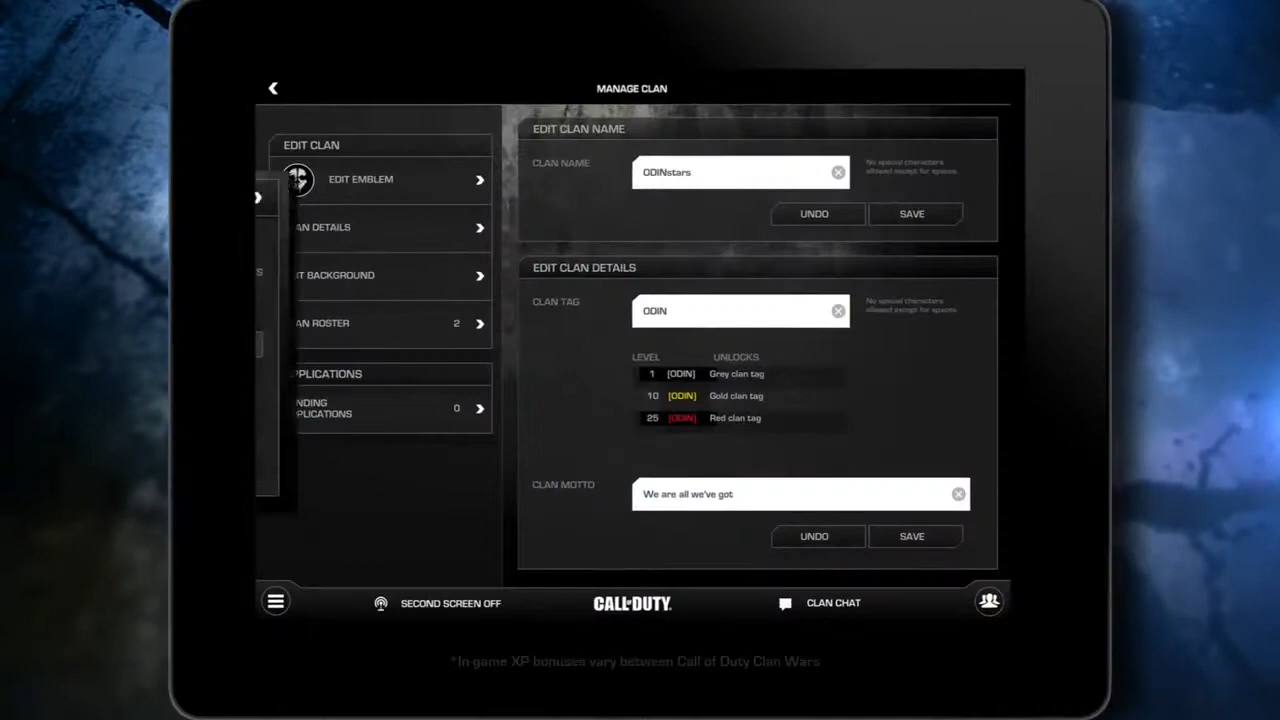 MANAGE CLAN
EDIT CLAN
EDIT EMBLEM
AN DETAILS
IT BACKGROUND
AN ROSTER 2
PPLICATIONS
NDING
PPLICATIONS 0
S
EDIT CLAN NAME
CLAN NAME
ODINstars
No special characters
allowed except for spaces.
UNDO
SAVE
EDIT CLAN DETAILS
CLAN TAG
ODIN
No special characters
allowed except for spaces.
LEVEL UNLOCKS
1 [ODIN] Grey clan tag
10 [ODIN] Gold clan tag
25 [ODIN] Red clan tag
CLAN MOTTO
We are all we've got
UNDO
SAVE
SECOND SCREEN OFF
CALL OF DUTY
CLAN CHAT
*In-game XP bonuses vary between Call of Duty Clan Wars